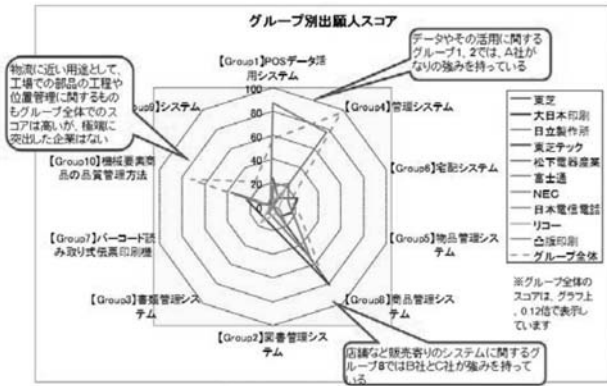 グループ別出願人スコア
物流に近い用途として、
工場での部品の工程や
位置管理に関するもの
もグループ全体でのス
コアは高いが、極端に
突出した企業はない
データやその活用に関する
グループ1, 2では、A社が
なりの強みを持っている
【Group1】POSデータ活
用システム
【Group4】管理システム
【Group6】宅配システム
【Group5】物品管理シ
ステム
【Group8】商品管理シス
テム
【Group2】図書管理シス
テム
【Group3】書類管理シス
テム
【Group7】バーコード読
み取り式伝票印刷機
【Group10】機械要素商
品の品質管理方法
システム
100
80
60
40
20
0
東芝
大日本印刷
日立製作所
東芝テック
松下電器産業
富士通
NEC
日本電信電話
リコー
凸版印刷
グループ全体
※グループ全体の
スコアは、グラフ上
、0.12倍で表示し
ています
店舗など販売寄りのシステムに関するグ
ループ8ではB社とC社が強みを持って
いる